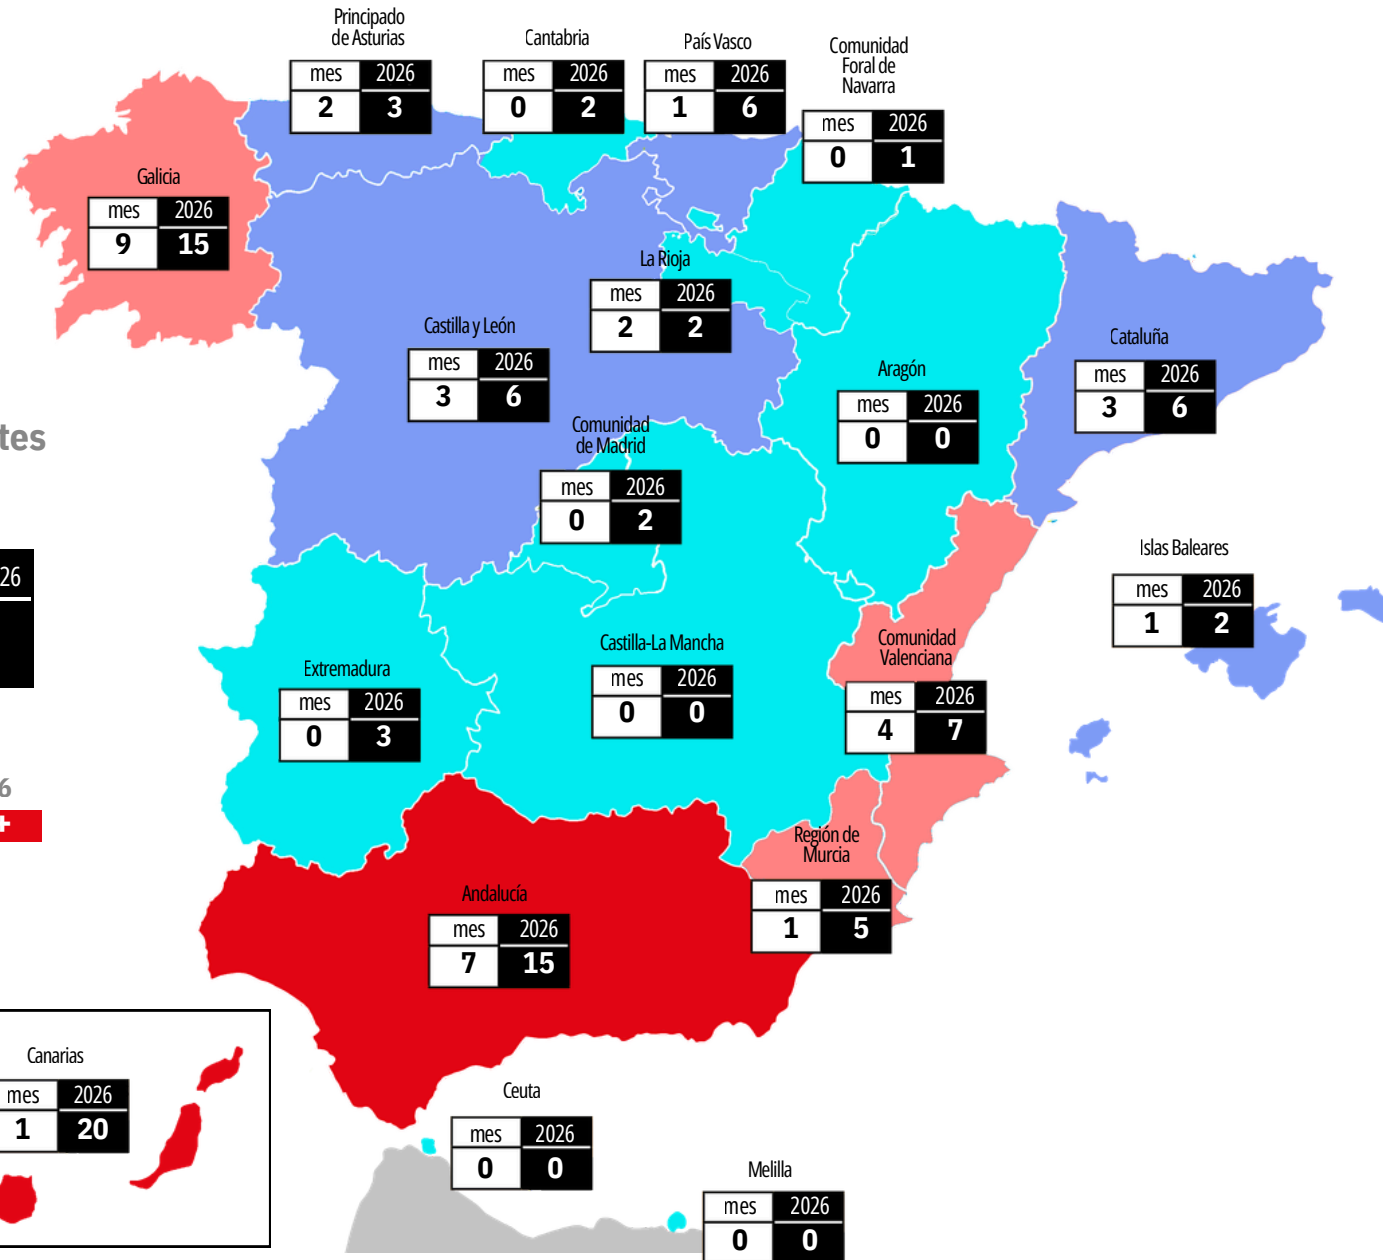 Principado
de Asturias
mes 2026
2 3
Cantabria
mes 2026
0 2
País Vasco
mes 2026
1 6
Comunidad
Foral de
Navarra
mes 2026
0 1
Galicia
mes 2026
9 15
La Rioja
mes 2026
2 2
Castilla y León
mes 2026
3 6
Cataluña
mes 2026
3 6
Aragón
mes 2026
0 0
Comunidad
de Madrid
mes 2026
0 2
tes
26
6
+
Islas Baleares
mes 2026
1 2
Castilla-La Mancha
mes 2026
0 0
Comunidad
Valenciana
mes 2026
4 7
Extremadura
mes 2026
0 3
Región de
Murcia
mes 2026
1 5
Andalucía
mes 2026
7 15
Canarias
mes 2026
1 20
Ceuta
mes 2026
0 0
Melilla
mes 2026
0 0